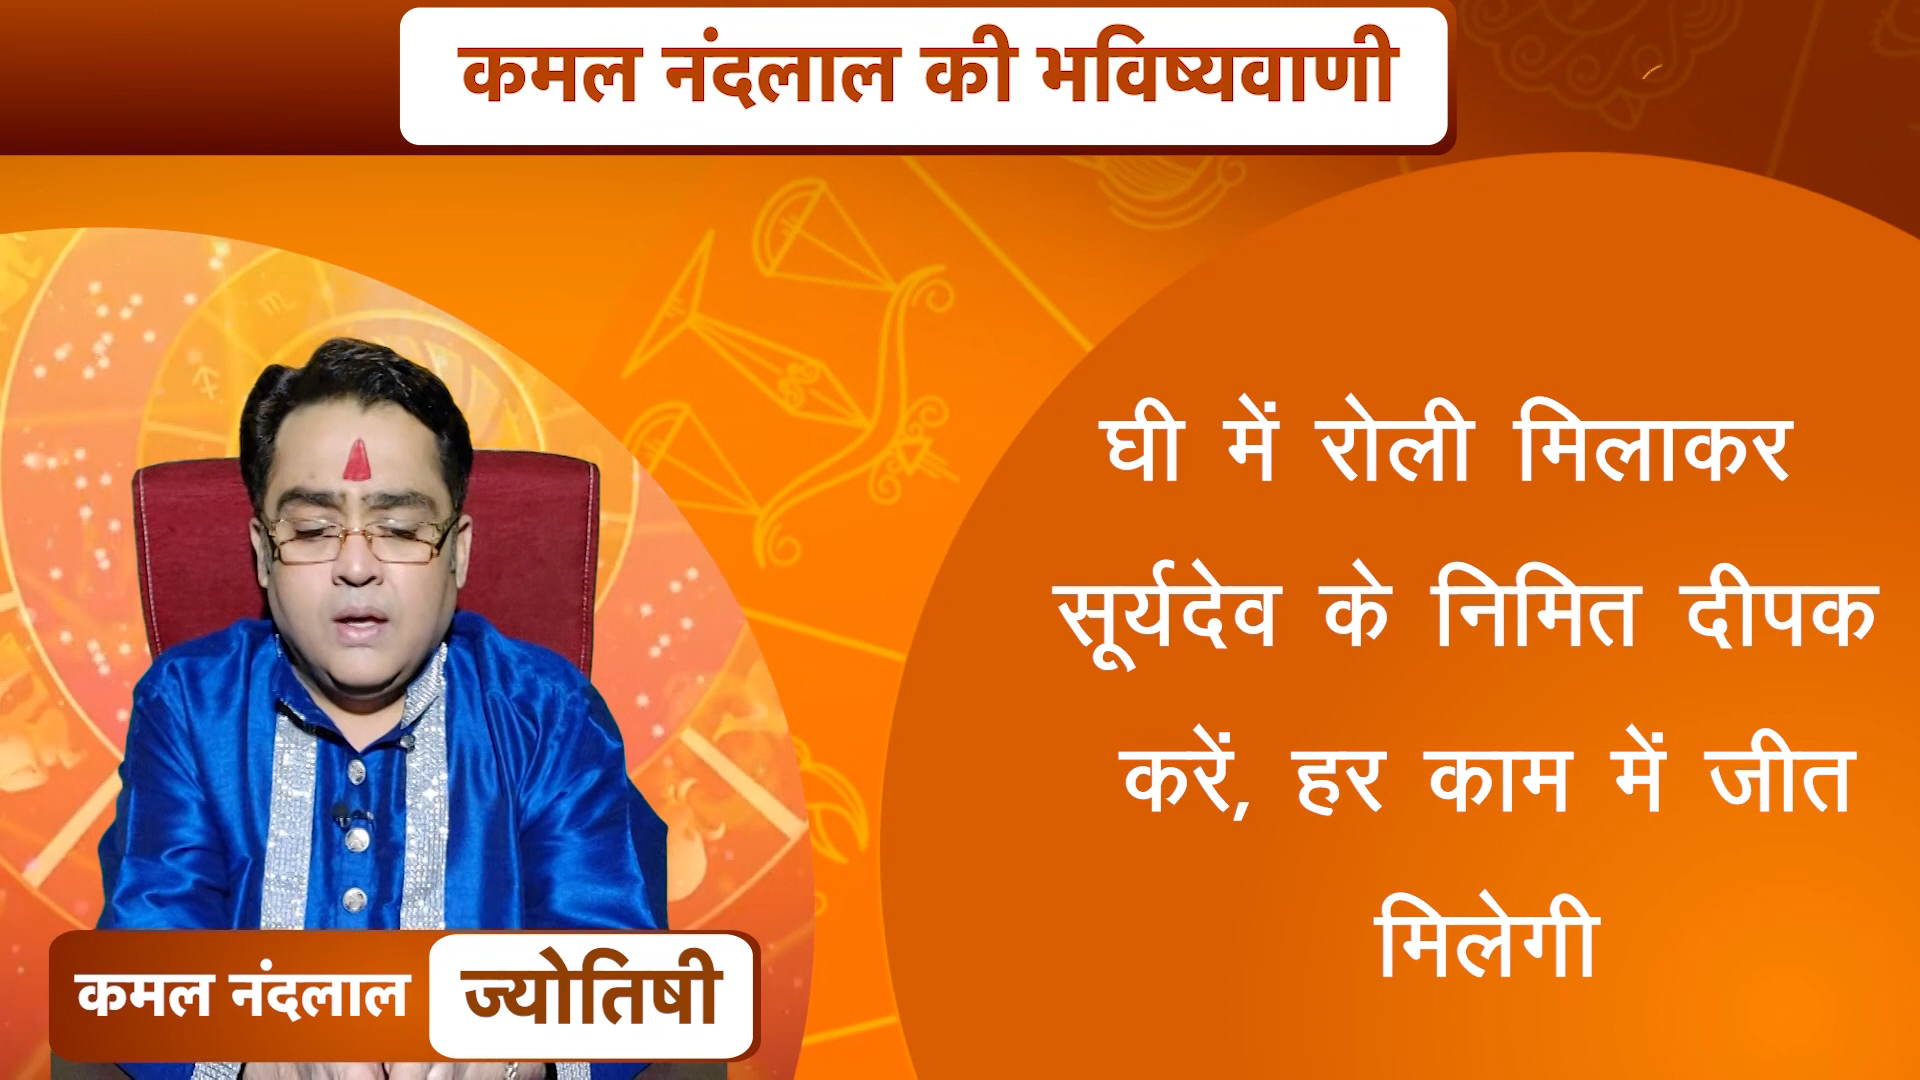 कमल नंदलाल की भविष्यवाणी
घी में रोली मिलाकर
सूर्यदेव के निमित दीपक
करें, हर काम में जीत
मिलेगी
कमल नंदलाल
ज्योतिषी